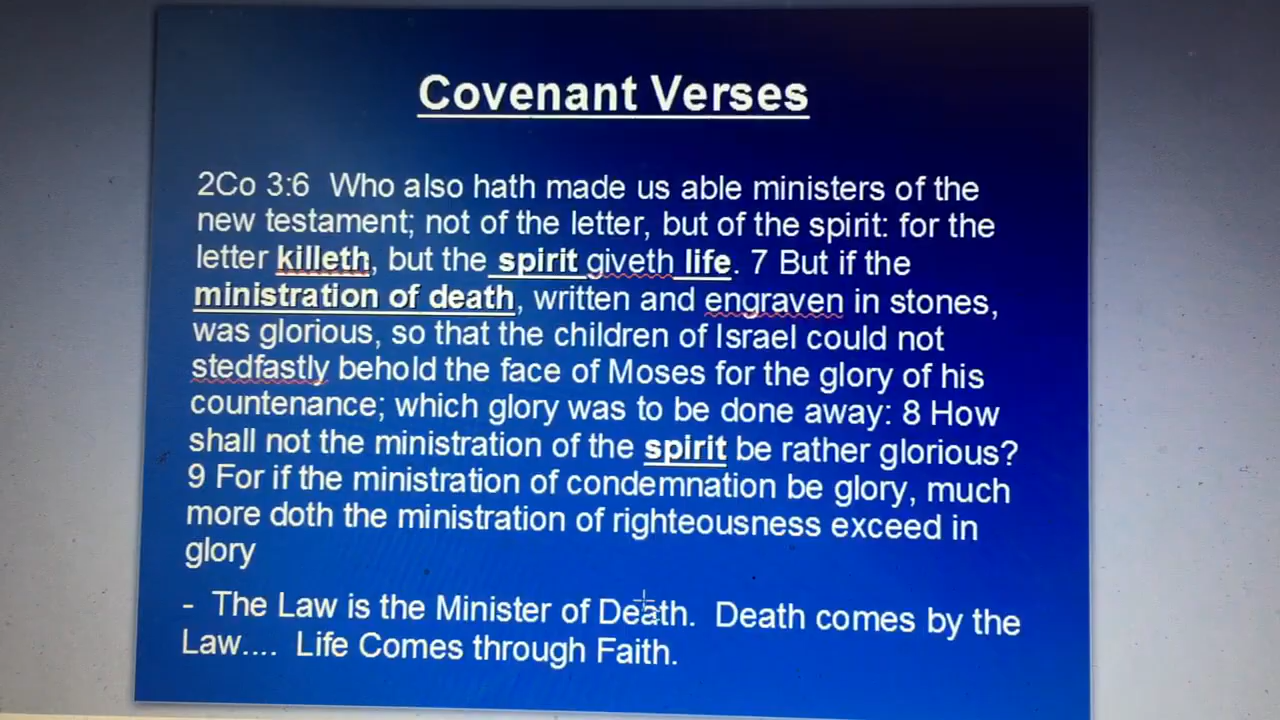 Covenant Verses
2Co 3:6 Who also hath made us able ministers of the
new testament; not of the letter, but of the spirit: for the
letter killeth, but the spirit giveth life. 7 But if the
ministration of death, written and engraven in stones,
was glorious, so that the children of Israel could not
stedfastly behold the face of Moses for the glory of his
countenance; which glory was to be done away: 8 How
shall not the ministration of the spirit be rather glorious?
9 For if the ministration of condemnation be glory, much
more doth the ministration of righteousness exceed in
glory
- The Law is the Minister of Death. Death comes by the
Law.... Life Comes through Faith.